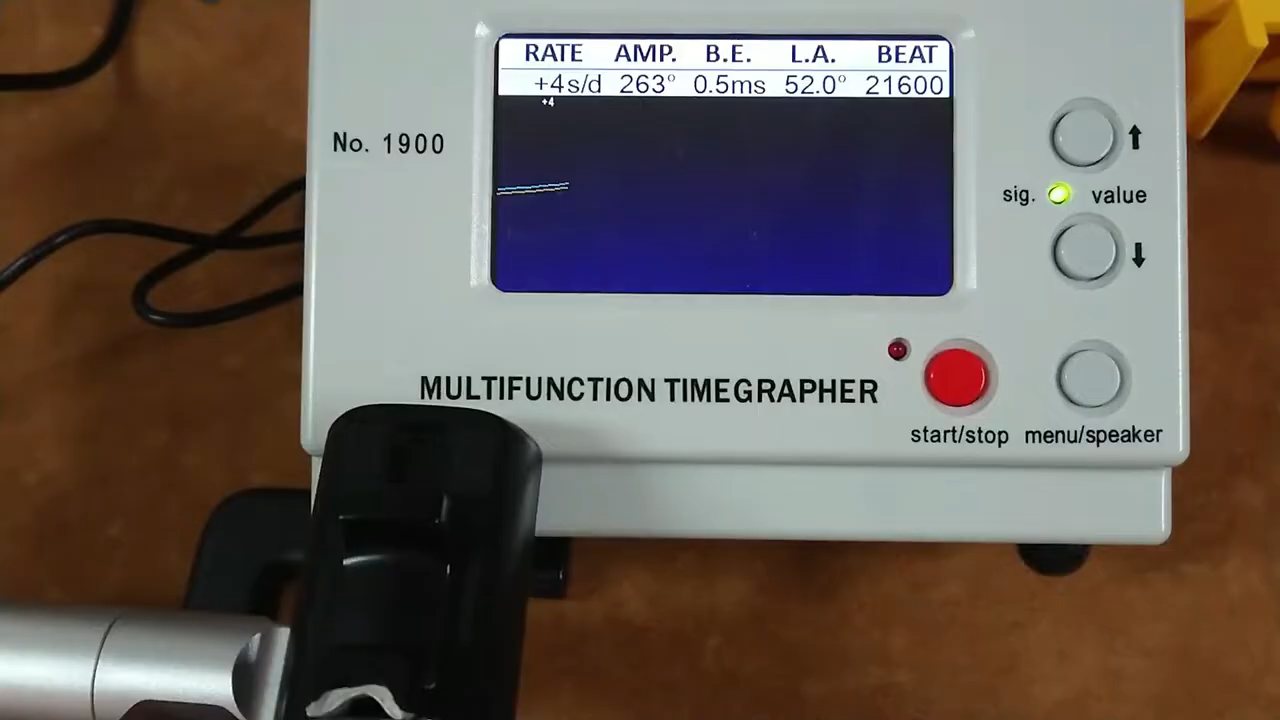 RATE AMP. B.E. L.A. BEAT
+4s/d 263° 0.5ms 52.0° 21600
+4
No. 1900
sig. value
MULTIFUNCTION TIMEGRAPHER
start/stop menu/speaker